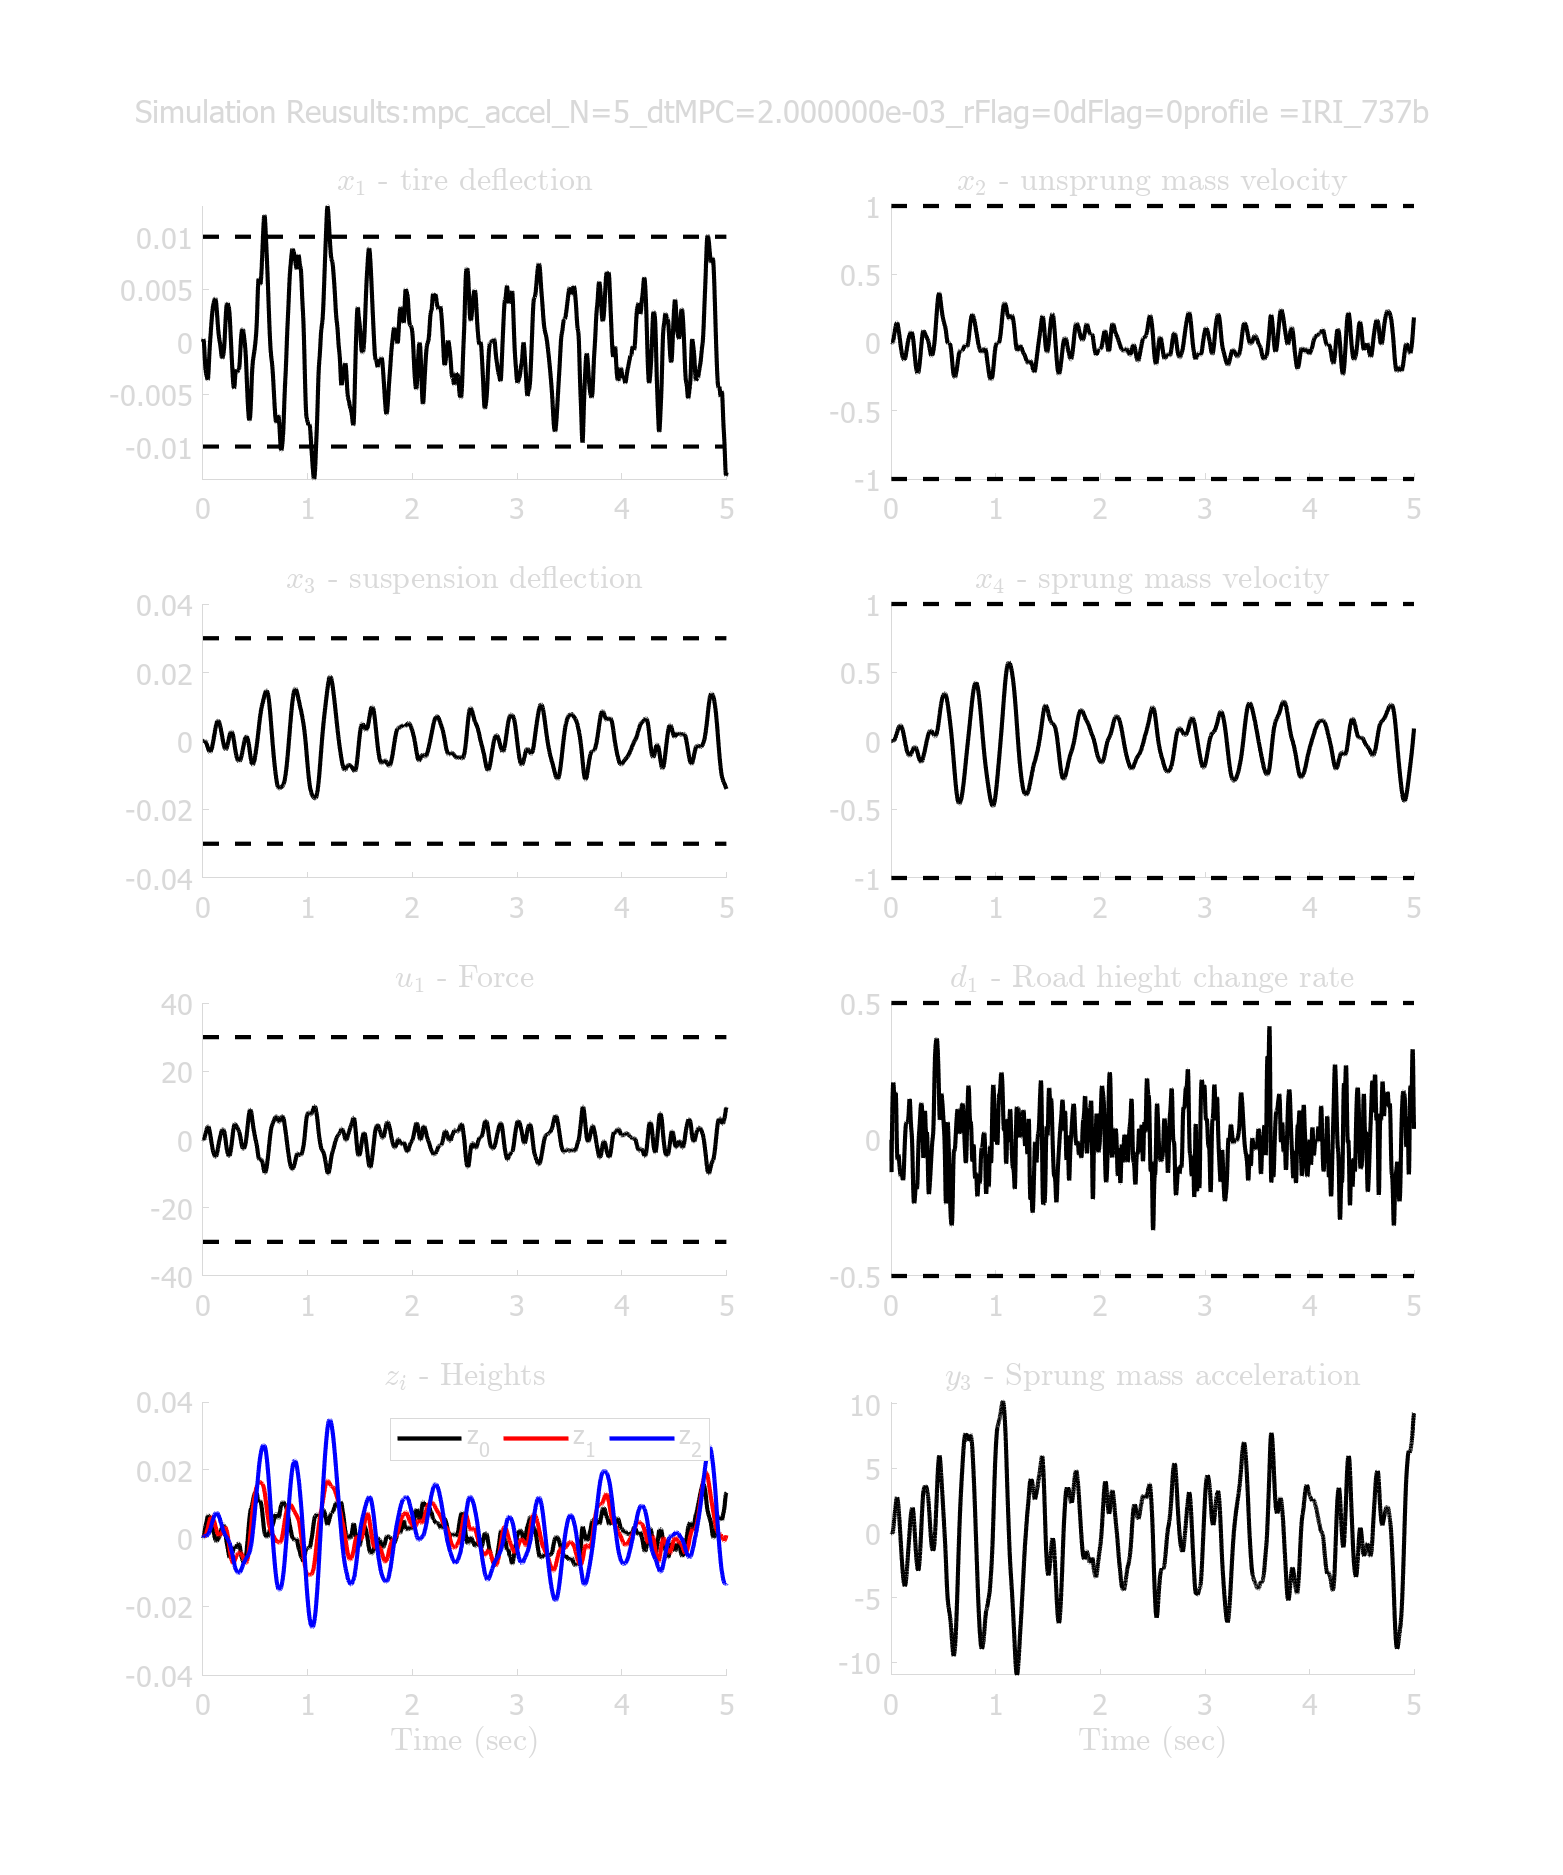 Simulation Reusults:mpc_accel_N=5_dtMPC=2.000000e-03_rFlag=0dFlag=0profile =IRI_737b
x1 - tire deflection
0.01
0.005
0
-0.005
-0.01
0 1 2 3 4 5
x2 - unsprung mass velocity
1
0.5
0
-0.5
-1
0 1 2 3 4 5
x3 - suspension deflection
0.04
0.02
0
-0.02
-0.04
0 1 2 3 4 5
x4 - sprung mass velocity
1
0.5
0
-0.5
-1
0 1 2 3 4 5
u1 - Force
40
20
0
-20
-40
0 1 2 3 4 5
d1 - Road hieght change rate
0.5
0
-0.5
0 1 2 3 4 5
zi - Heights
0.04
0.02
0
-0.02
-0.04
z0 z1 z2
0 1 2 3 4 5
Time (sec)
y3 - Sprung mass acceleration
10
5
0
-5
-10
0 1 2 3 4 5
Time (sec)